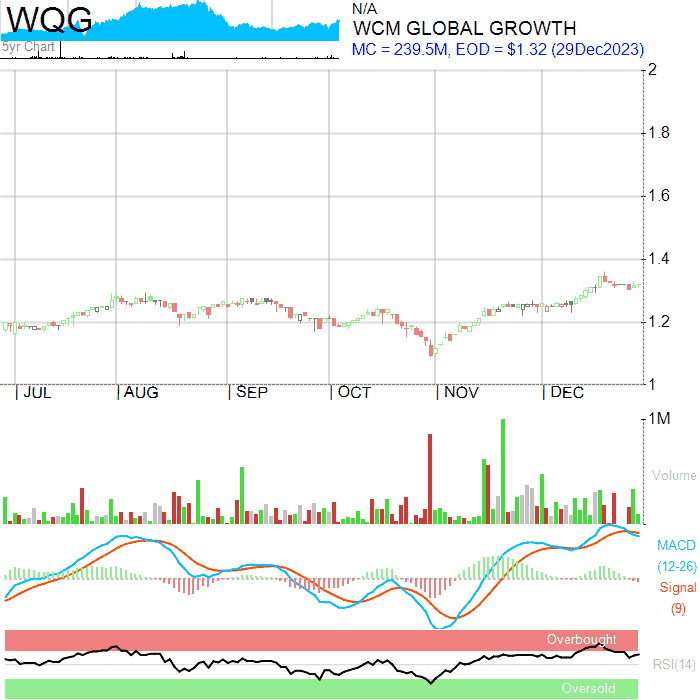 WQG
5yr Chart
N/A
WCM GLOBAL GROWTH
MC = 239.5M, EOD = $1.32 (29Dec2023)
2
1.8
1.6
1.4
1.2
1
JUL AUG SEP OCT NOV DEC
1M
Volume
MACD
(12-26)
Signal
(9)
Overbought
RSI(14)
Oversold